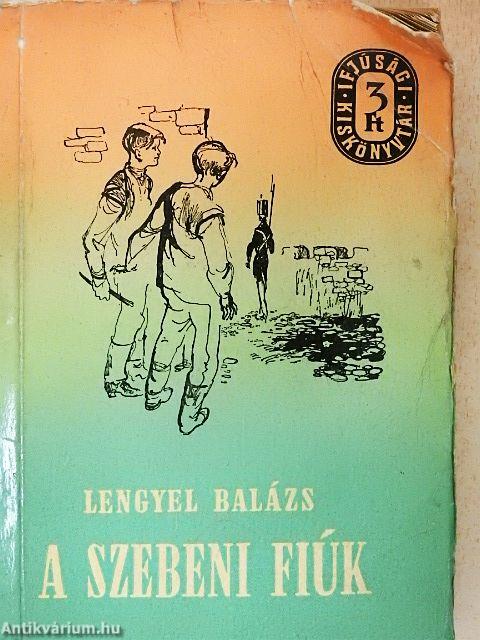 IFJÚSÁGI
3
Ft
KISKÖNYVTÁR
LENGYEL BALÁZS
A SZEBENI FIÚK
Antikvárium.hu